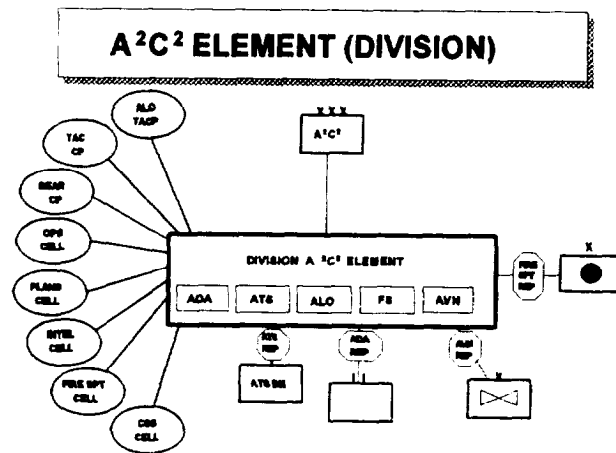 A²C² ELEMENT (DIVISION)
ALO
TACP
X X X
A²C²
TAC
CP
REAR
CP
OPS
CELL
PLANS
CELL
INTEL
CELL
FIRE SPT
CELL
CSS
CELL
DIVISION A²C² ELEMENT
ADA
ATS
ALO
FS
AVN
FIRE
SPT
REP
X
ATS
REP
ADA
REP
AVN
REP
ATS
X